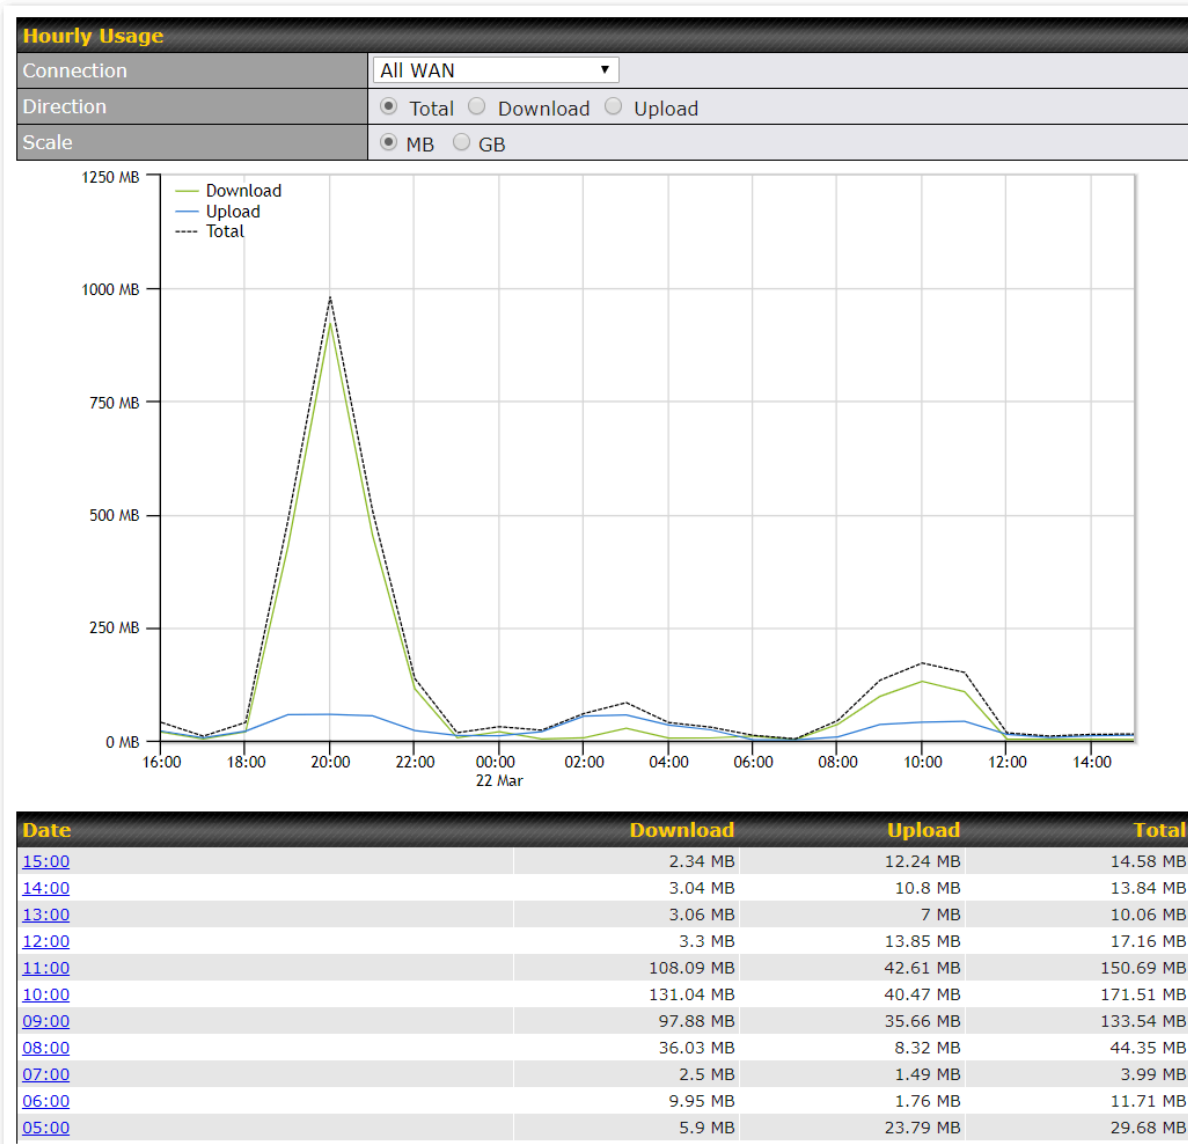 Hourly Usage
Connection All WAN
Direction Total Download Upload
Scale MB GB
1250 MB
Download
Upload
Total
1000 MB
750 MB
500 MB
250 MB
0 MB
16:00 18:00 20:00 22:00 00:00 02:00 04:00 06:00 08:00 10:00 12:00 14:00
22 Mar
Date Download Upload Total
15:00 2.34 MB 12.24 MB 14.58 MB
14:00 3.04 MB 10.8 MB 13.84 MB
13:00 3.06 MB 7 MB 10.06 MB
12:00 3.3 MB 13.85 MB 17.16 MB
11:00 108.09 MB 42.61 MB 150.69 MB
10:00 131.04 MB 40.47 MB 171.51 MB
09:00 97.88 MB 35.66 MB 133.54 MB
08:00 36.03 MB 8.32 MB 44.35 MB
07:00 2.5 MB 1.49 MB 3.99 MB
06:00 9.95 MB 1.76 MB 11.71 MB
05:00 5.9 MB 23.79 MB 29.68 MB